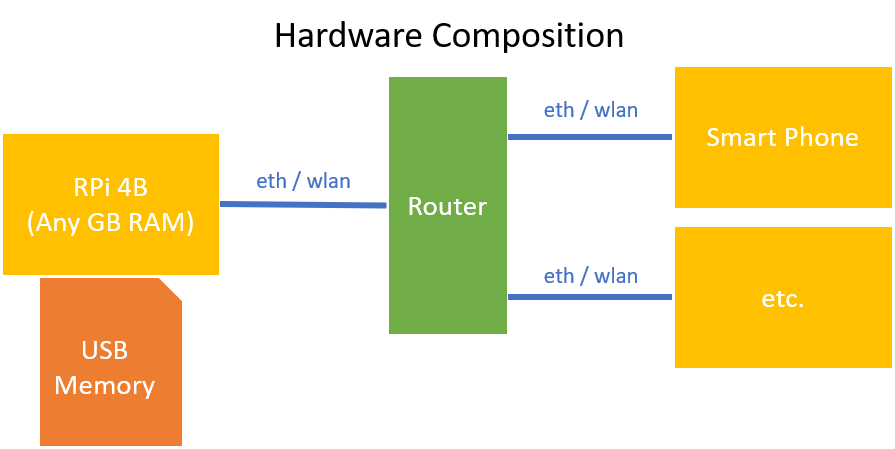 Hardware Composition
RPi 4B
(Any GB RAM)
USB
Memory
eth / wlan
Router
eth / wlan
Smart Phone
eth / wlan
etc.